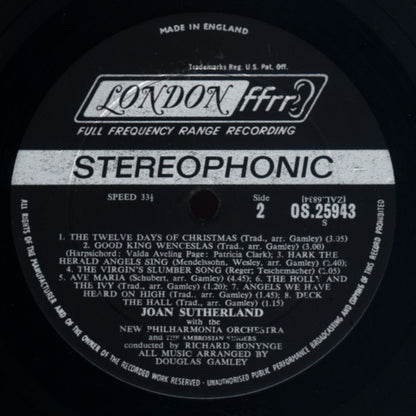 MADE IN ENGLAND
Trademarks Reg. U.S. Pat. Off.
LONDON ffrr
FULL FREQUENCY RANGE RECORDING
STEREOPHONIC
SPEED 33⅓
Side
2
(ZAL.6834)
OS.25943
S
1. THE TWELVE DAYS OF CHRISTMAS (Trad., arr. Gamley) (3.05)
2. GOOD KING WENCESLAS (Trad., arr. Gamley) (3.00)
(Harpsichord: Valda Aveling Page: Patricia Clark); 3. HARK THE
HERALD ANGELS SING (Mendelssohn, Wesley, arr. Gamley) (2.40);
4. THE VIRGIN'S SLUMBER SONG (Reger; Teschemacher) (2.05)
5. AVE MARIA (Schubert, arr. Gamley) (4.45) 6. THE HOLLY AND
THE IVY (Trad., arr. Gamley) (1.20); 7. ANGELS WE HAVE
HEARD ON HIGH (Trad., arr. Gamley) (1.45) 8. DECK
THE HALL (Trad., arr. Gamley) (1.15)
JOAN SUTHERLAND
with the
NEW PHILHARMONIA ORCHESTRA
and THE AMBROSIAN SINGERS
conducted by RICHARD BONYNGE
ALL MUSIC ARRANGED BY
DOUGLAS GAMLEY
ALL RIGHTS OF THE MANUFACTURER AND OF THE OWNER OF THE RECORDED WORK RESERVED - UNAUTHORISED PUBLIC PERFORMANCE BROADCASTING AND COPYING OF THIS RECORD PROHIBITED